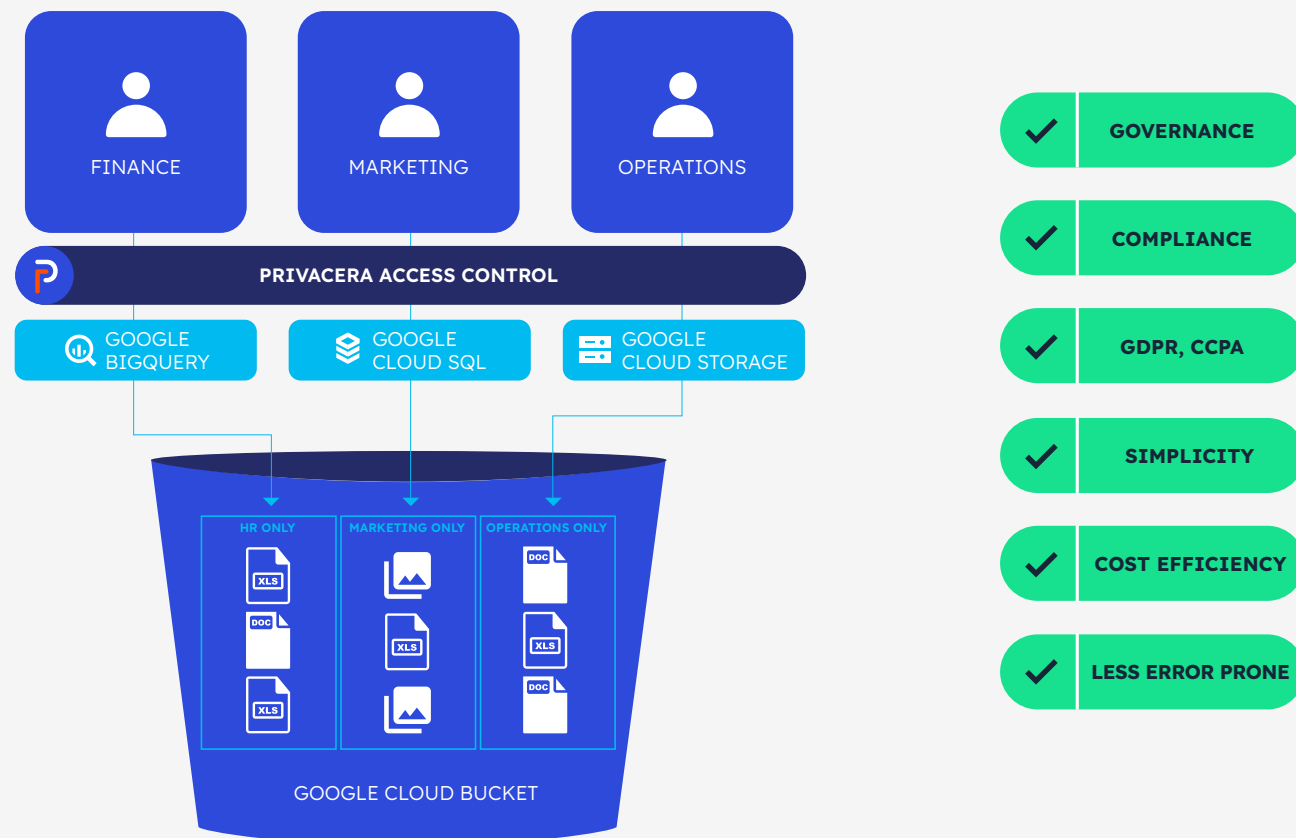 FINANCE
MARKETING
OPERATIONS
PRIVACERA ACCESS CONTROL
GOOGLE
BIGQUERY
GOOGLE
CLOUD SQL
GOOGLE
CLOUD STORAGE
HR ONLY
MARKETING ONLY
OPERATIONS ONLY
XLS
DOC
XLS
XLS
DOC
XLS
DOC
GOOGLE CLOUD BUCKET
GOVERNANCE
COMPLIANCE
GDPR, CCPA
SIMPLICITY
COST EFFICIENCY
LESS ERROR PRONE